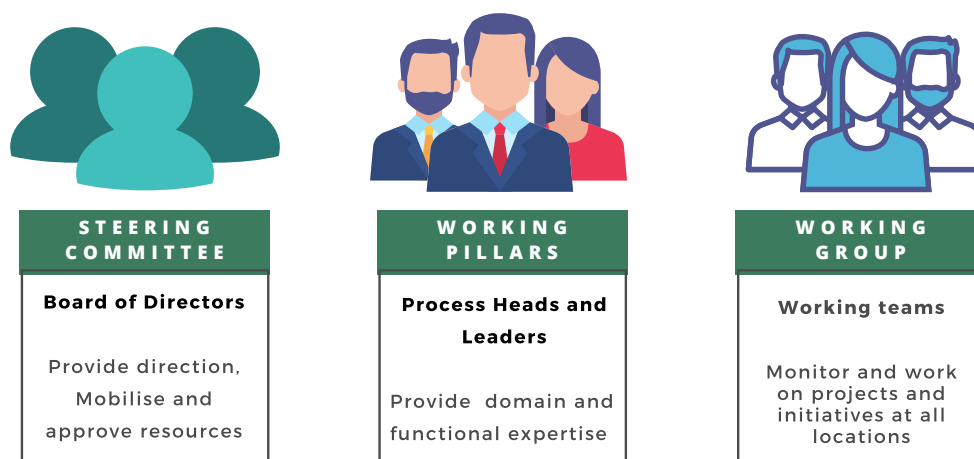 STEERING
COMMITTEE
Board of Directors
Provide direction,
Mobilise and
approve resources
WORKING
PILLARS
Process Heads and
Leaders
Provide domain and
functional expertise
WORKING
GROUP
Working teams
Monitor and work
on projects and
initiatives at all
locations